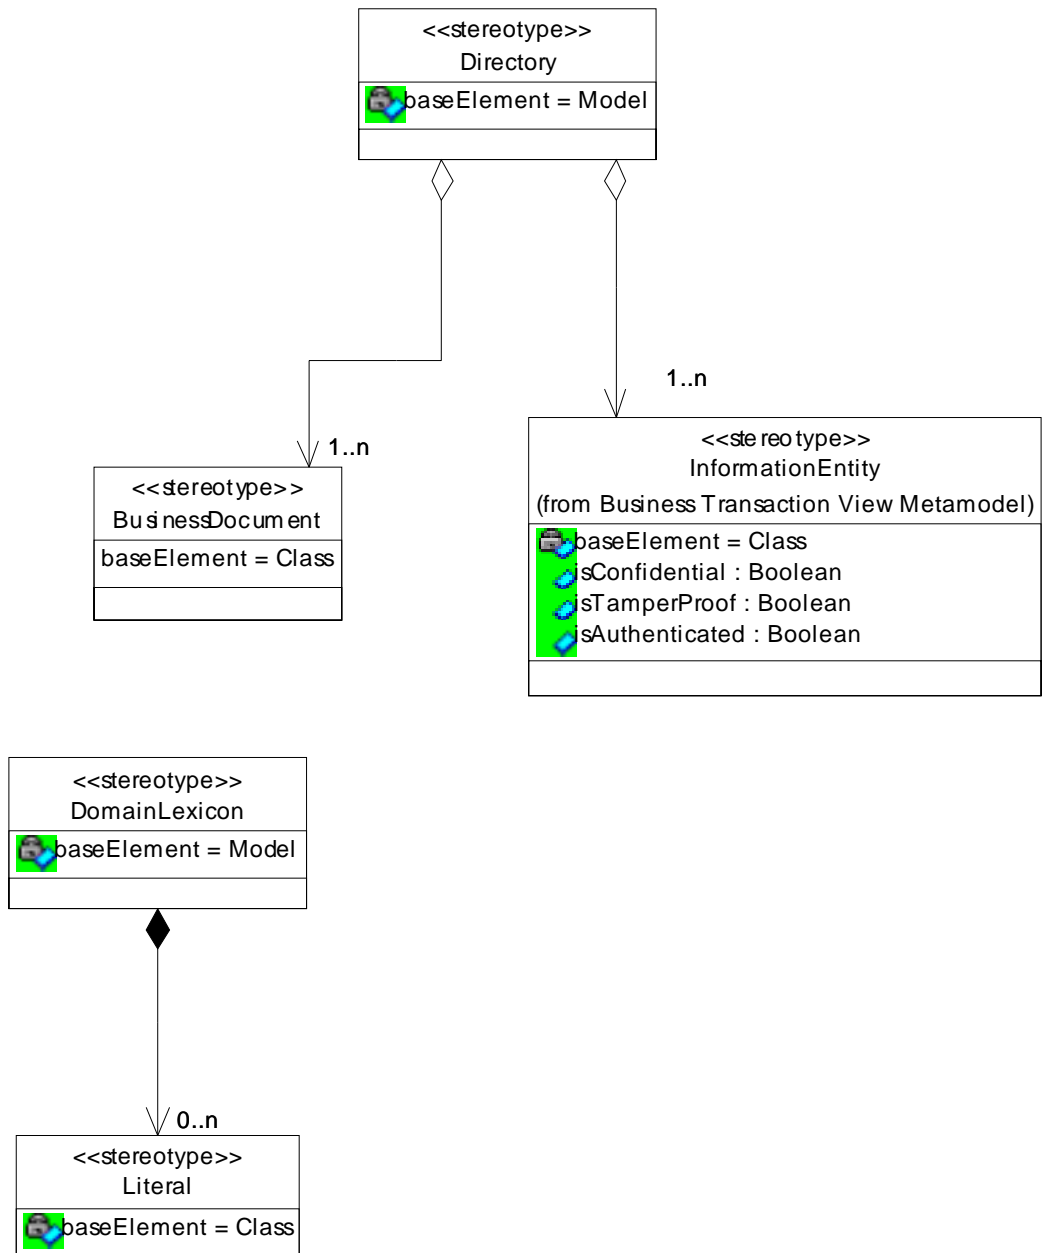 <<stereotype>>
Directory
baseElement = Model
1..n
1..n
<<stereotype>>
InformationEntity
(from Business Transaction View Metamodel)
baseElement = Class
isConfidential : Boolean
isTamperProof : Boolean
isAuthenticated : Boolean
<<stereotype>>
BusinessDocument
baseElement = Class
<<stereotype>>
DomainLexicon
baseElement = Model
0..n
<<stereotype>>
Literal
baseElement = Class